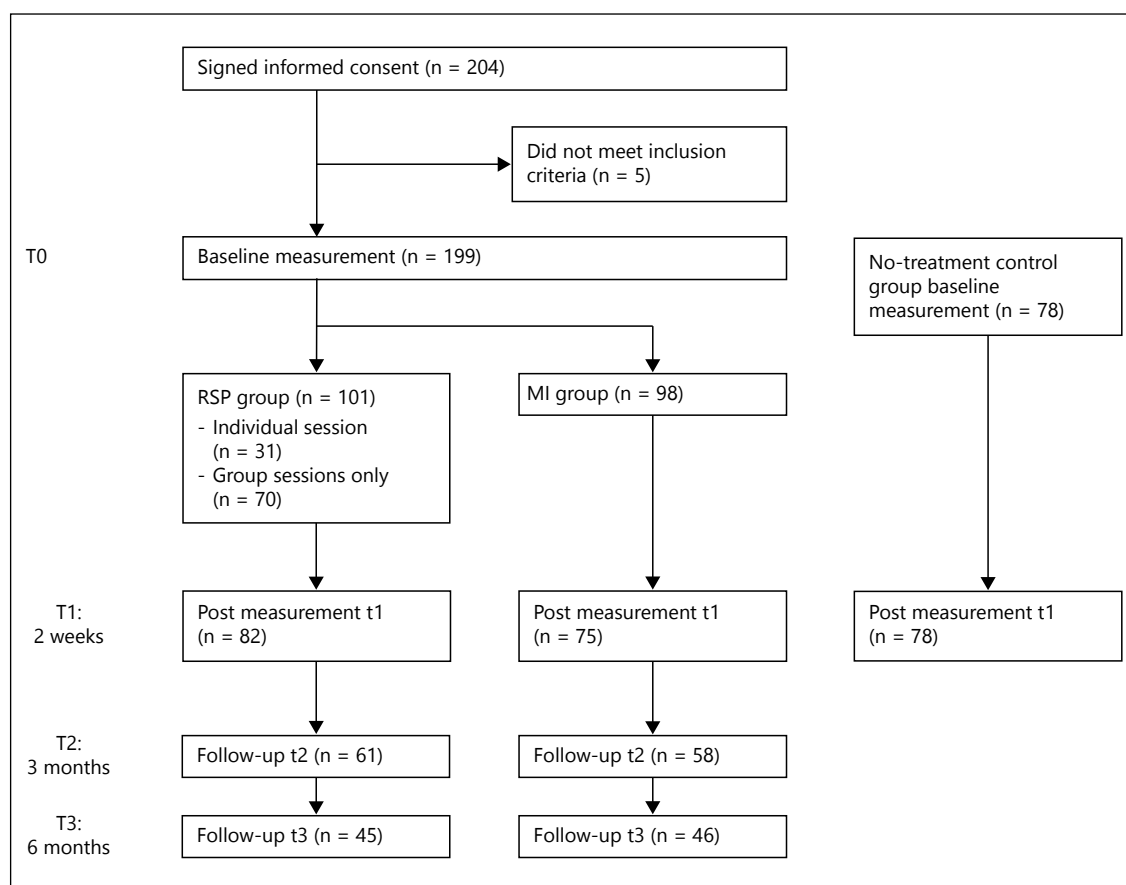 Signed informed consent (n = 204)
Did not meet inclusion
criteria (n = 5)
T0
Baseline measurement (n = 199)
No-treatment control
group baseline
measurement (n = 78)
RSP group (n = 101)
- Individual session
(n = 31)
- Group sessions only
(n = 70)
MI group (n = 98)
T1:
2 weeks
Post measurement t1
(n = 82)
Post measurement t1
(n = 75)
Post measurement t1
(n = 78)
T2:
3 months
Follow-up t2 (n = 61)
Follow-up t2 (n = 58)
T3:
6 months
Follow-up t3 (n = 45)
Follow-up t3 (n = 46)